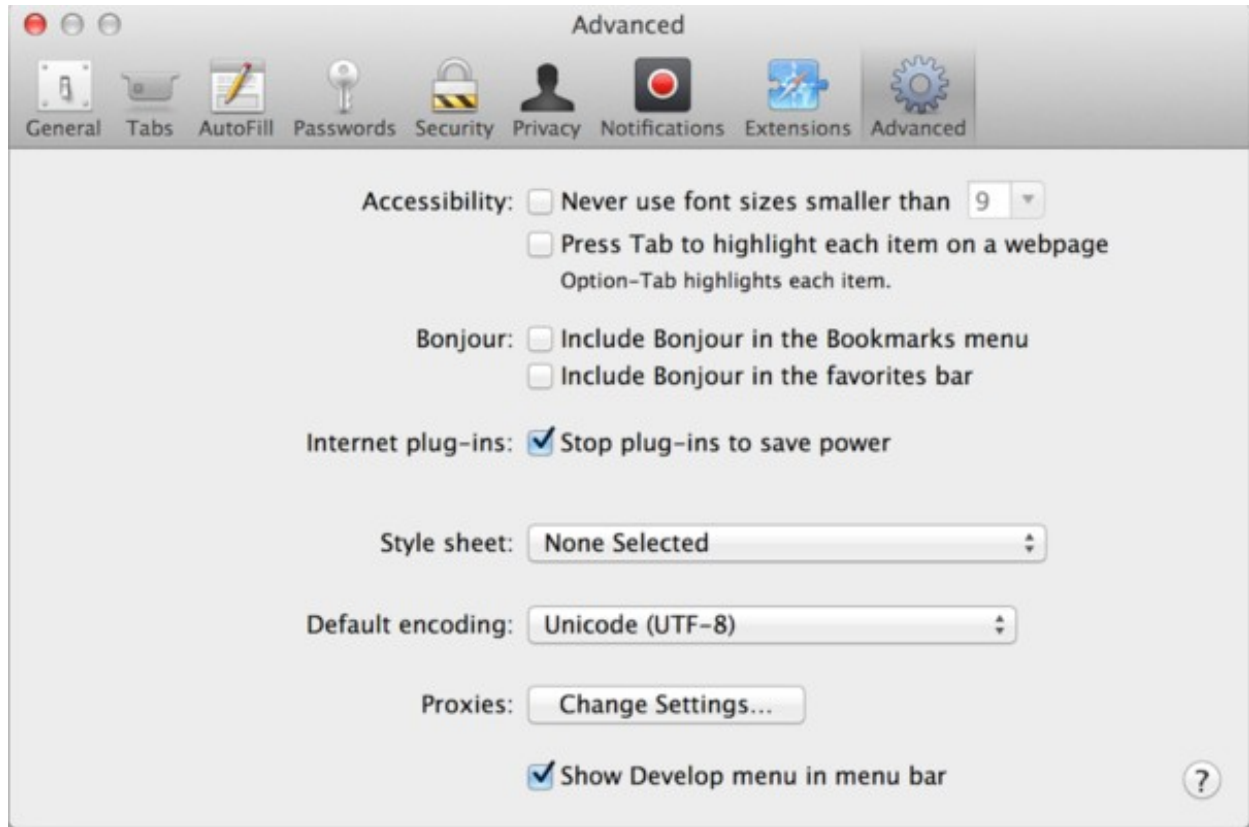 Advanced
General Tabs AutoFill Passwords Security Privacy Notifications Extensions Advanced
Accessibility: Never use font sizes smaller than 9
Press Tab to highlight each item on a webpage
Option-Tab highlights each item.
Bonjour: Include Bonjour in the Bookmarks menu
Include Bonjour in the favorites bar
Internet plug-ins: Stop plug-ins to save power
Style sheet: None Selected
Default encoding: Unicode (UTF-8)
Proxies: Change Settings...
Show Develop menu in menu bar
?